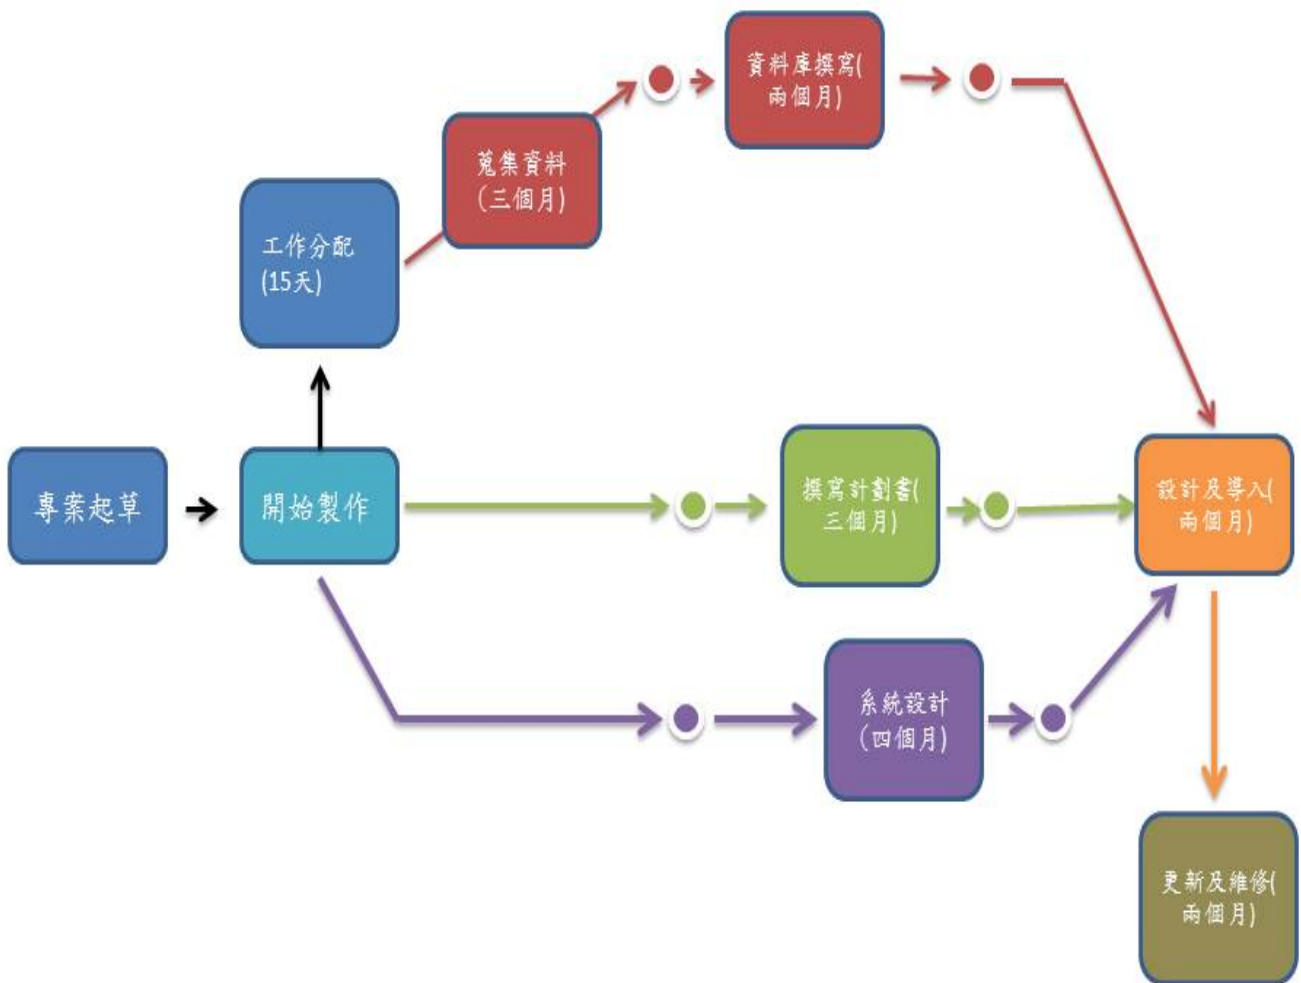 專案起草
開始製作
工作分配
(15天)
蒐集資料
(三個月)
資料庫撰寫(
兩個月)
撰寫計劃書(
三個月)
系統設計
(四個月)
設計及導入(
兩個月)
更新及維修(
兩個月)